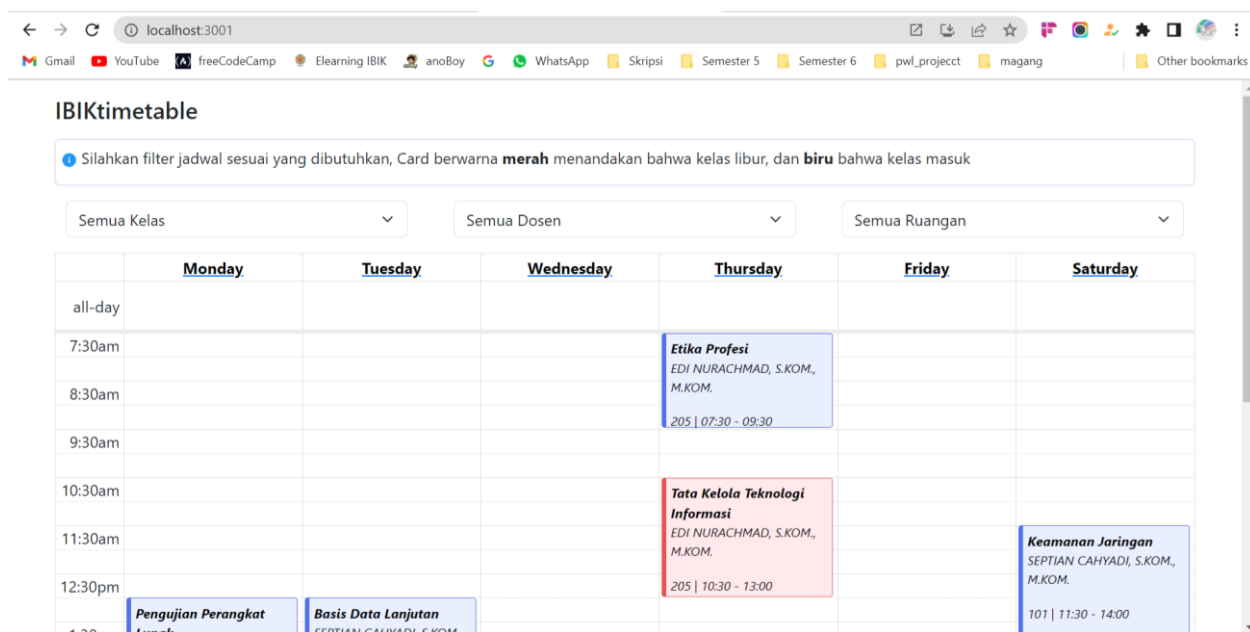 localhost:3001
Gmail YouTube freeCodeCamp Elearning IBIK anoBoy WhatsApp Skripsi Semester 5 Semester 6 pwl_projecct magang Other bookmarks
IBIKtimetable
Silahkan filter jadwal sesuai yang dibutuhkan, Card berwarna merah menandakan bahwa kelas libur, dan biru bahwa kelas masuk
Semua Kelas Semua Dosen Semua Ruangan
Monday Tuesday Wednesday Thursday Friday Saturday
all-day
7:30am
8:30am
9:30am
10:30am
11:30am
12:30pm
Etika Profesi
EDI NURACHMAD, S.KOM.,
M.KOM.
205 | 07:30 - 09:30
Tata Kelola Teknologi
Informasi
EDI NURACHMAD, S.KOM.,
M.KOM.
205 | 10:30 - 13:00
Keamanan Jaringan
SEPTIAN CAHYADI, S.KOM.,
M.KOM.
101 | 11:30 - 14:00
Pengujian Perangkat
Basis Data Lanjutan
SEPTIAN CAHYADI, S.KOM.